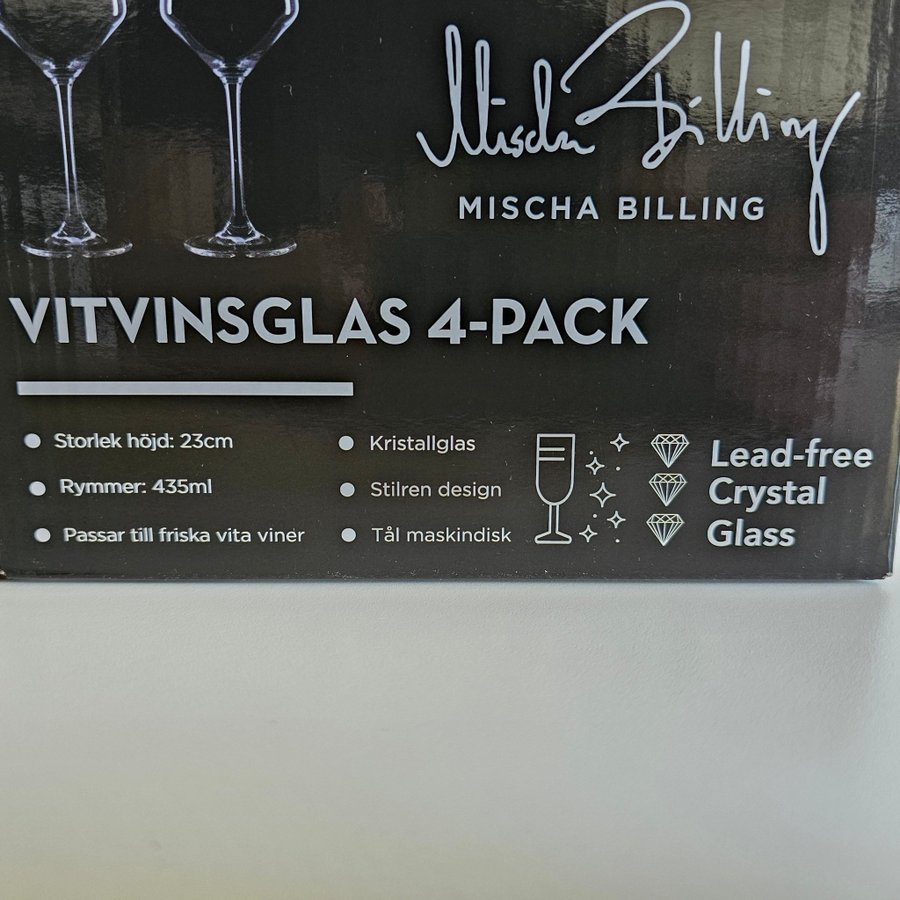 Mischa Billing
MISCHA BILLING
VITVINSGLAS 4-PACK
Storlek höjd: 23cm
Rymmer: 435ml
Passar till friska vita viner
Kristallglas
Stilren design
Tål maskindisk
Lead-free
Crystal
Glass